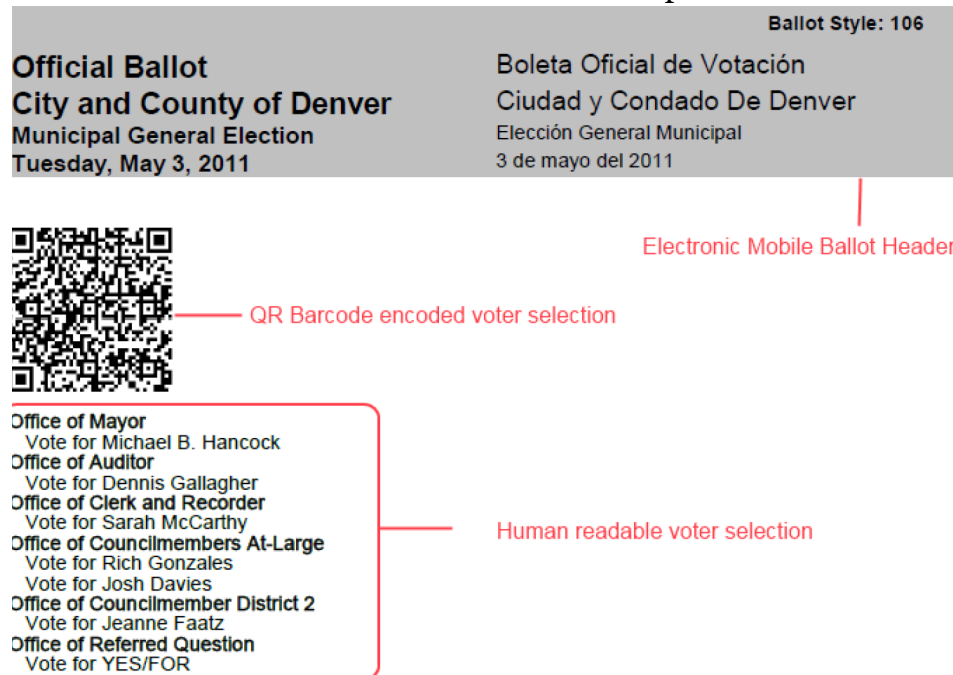 Ballot Style: 106
Official Ballot
City and County of Denver
Municipal General Election
Tuesday, May 3, 2011
Boleta Oficial de Votación
Ciudad y Condado De Denver
Elección General Municipal
3 de mayo del 2011
Electronic Mobile Ballot Header
QR Barcode encoded voter selection
Office of Mayor
Vote for Michael B. Hancock
Office of Auditor
Vote for Dennis Gallagher
Office of Clerk and Recorder
Vote for Sarah McCarthy
Office of Councilmembers At-Large
Vote for Rich Gonzales
Vote for Josh Davies
Office of Councilmember District 2
Vote for Jeanne Faatz
Office of Referred Question
Vote for YES/FOR
Human readable voter selection